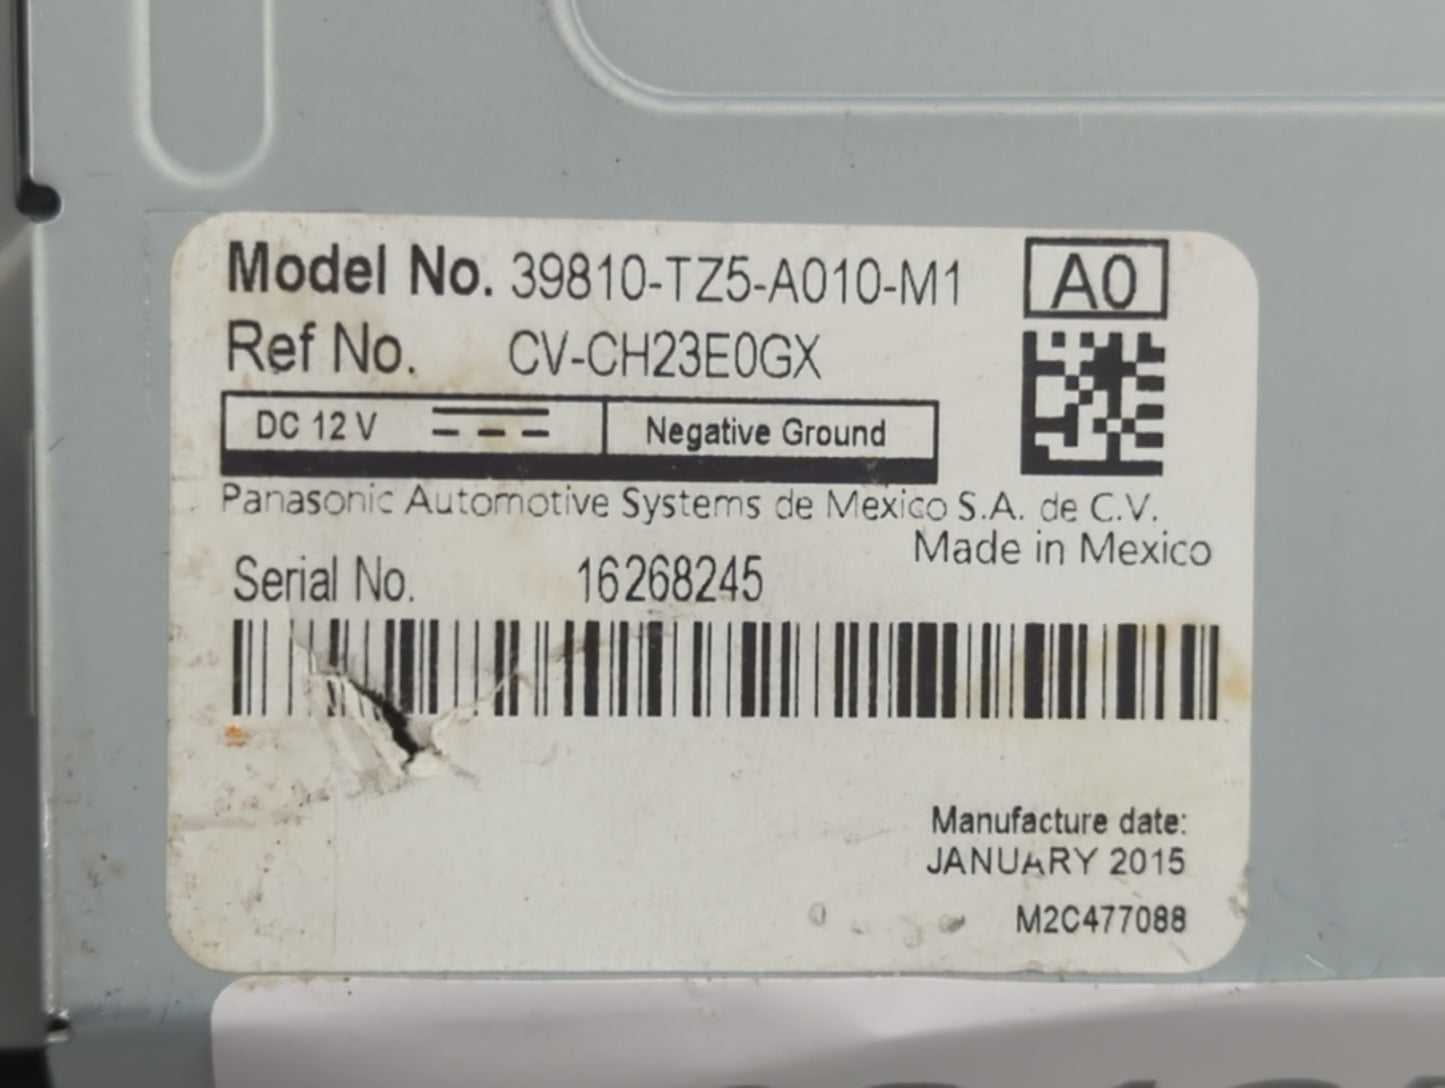 Model No. 39810-TZ5-A010-M1
A0
Ref No. CV-CH23E0GX
DC 12 V
Negative Ground
Panasonic Automotive Systems de Mexico S.A. de C.V.
Made in Mexico
Serial No. 16268245
Manufacture date:
JANUARY 2015
M2C477088